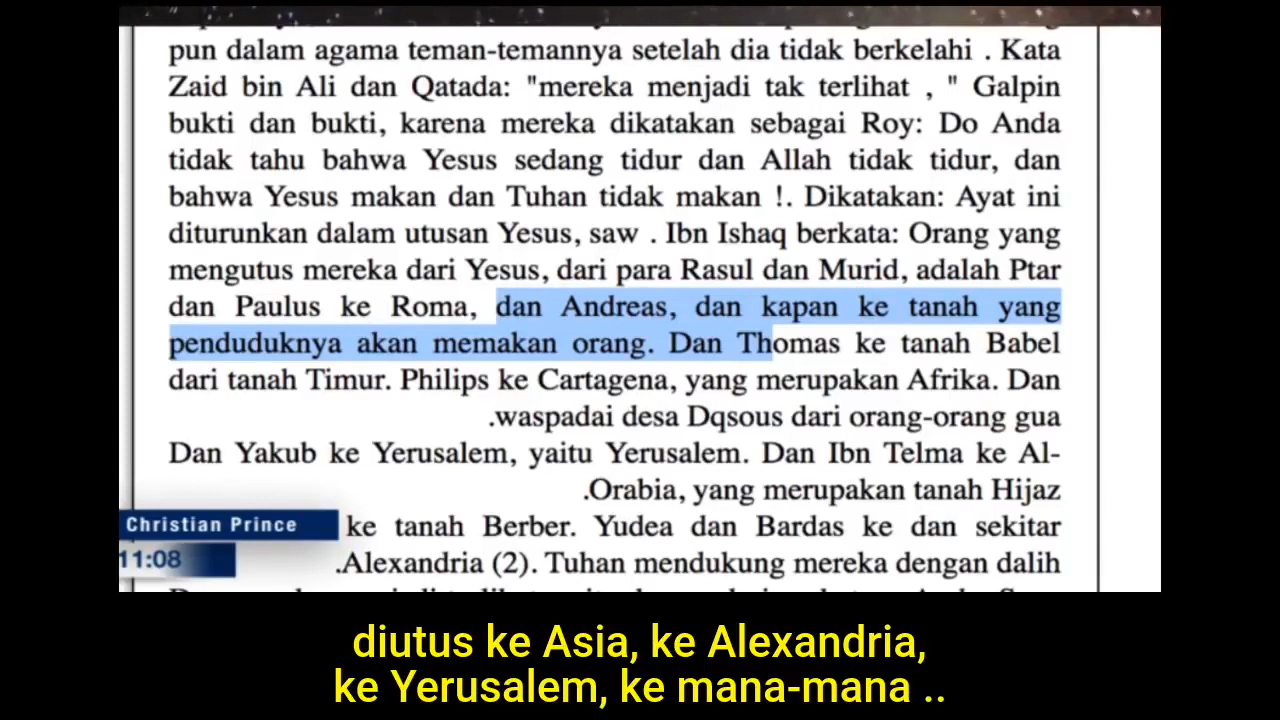 pun dalam agama teman-temannya setelah dia tidak berkelahi . Kata
Zaid bin Ali dan Qatada: "mereka menjadi tak terlihat , " Galpin
bukti dan bukti, karena mereka dikatakan sebagai Roy: Do Anda
tidak tahu bahwa Yesus sedang tidur dan Allah tidak tidur, dan
bahwa Yesus makan dan Tuhan tidak makan !. Dikatakan: Ayat ini
diturunkan dalam utusan Yesus, saw . Ibn Ishaq berkata: Orang yang
mengutus mereka dari Yesus, dari para Rasul dan Murid, adalah Ptar
dan Paulus ke Roma, dan Andreas, dan kapan ke tanah yang
penduduknya akan memakan orang. Dan Thomas ke tanah Babel
dari tanah Timur. Philips ke Cartagena, yang merupakan Afrika. Dan
.waspadai desa Dqsous dari orang-orang gua
Dan Yakub ke Yerusalem, yaitu Yerusalem. Dan Ibn Telma ke Al-
.Orabia, yang merupakan tanah Hijaz
ke tanah Berber. Yudea dan Bardas ke dan sekitar
.Alexandria (2). Tuhan mendukung mereka dengan dalih
Christian Prince
11:08
diutus ke Asia, ke Alexandria,
ke Yerusalem, ke mana-mana ..